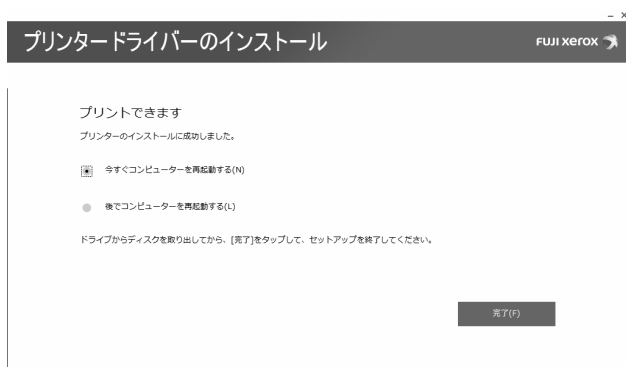 プリンタードライバーのインストール
FUJI xerox
プリントできます
プリンターのインストールに成功しました。
今すぐコンピューターを再起動する(N)
後でコンピューターを再起動する(L)
ドライブからディスクを取り出してから、[完了]をタップして、セットアップを終了してください。
完了(F)